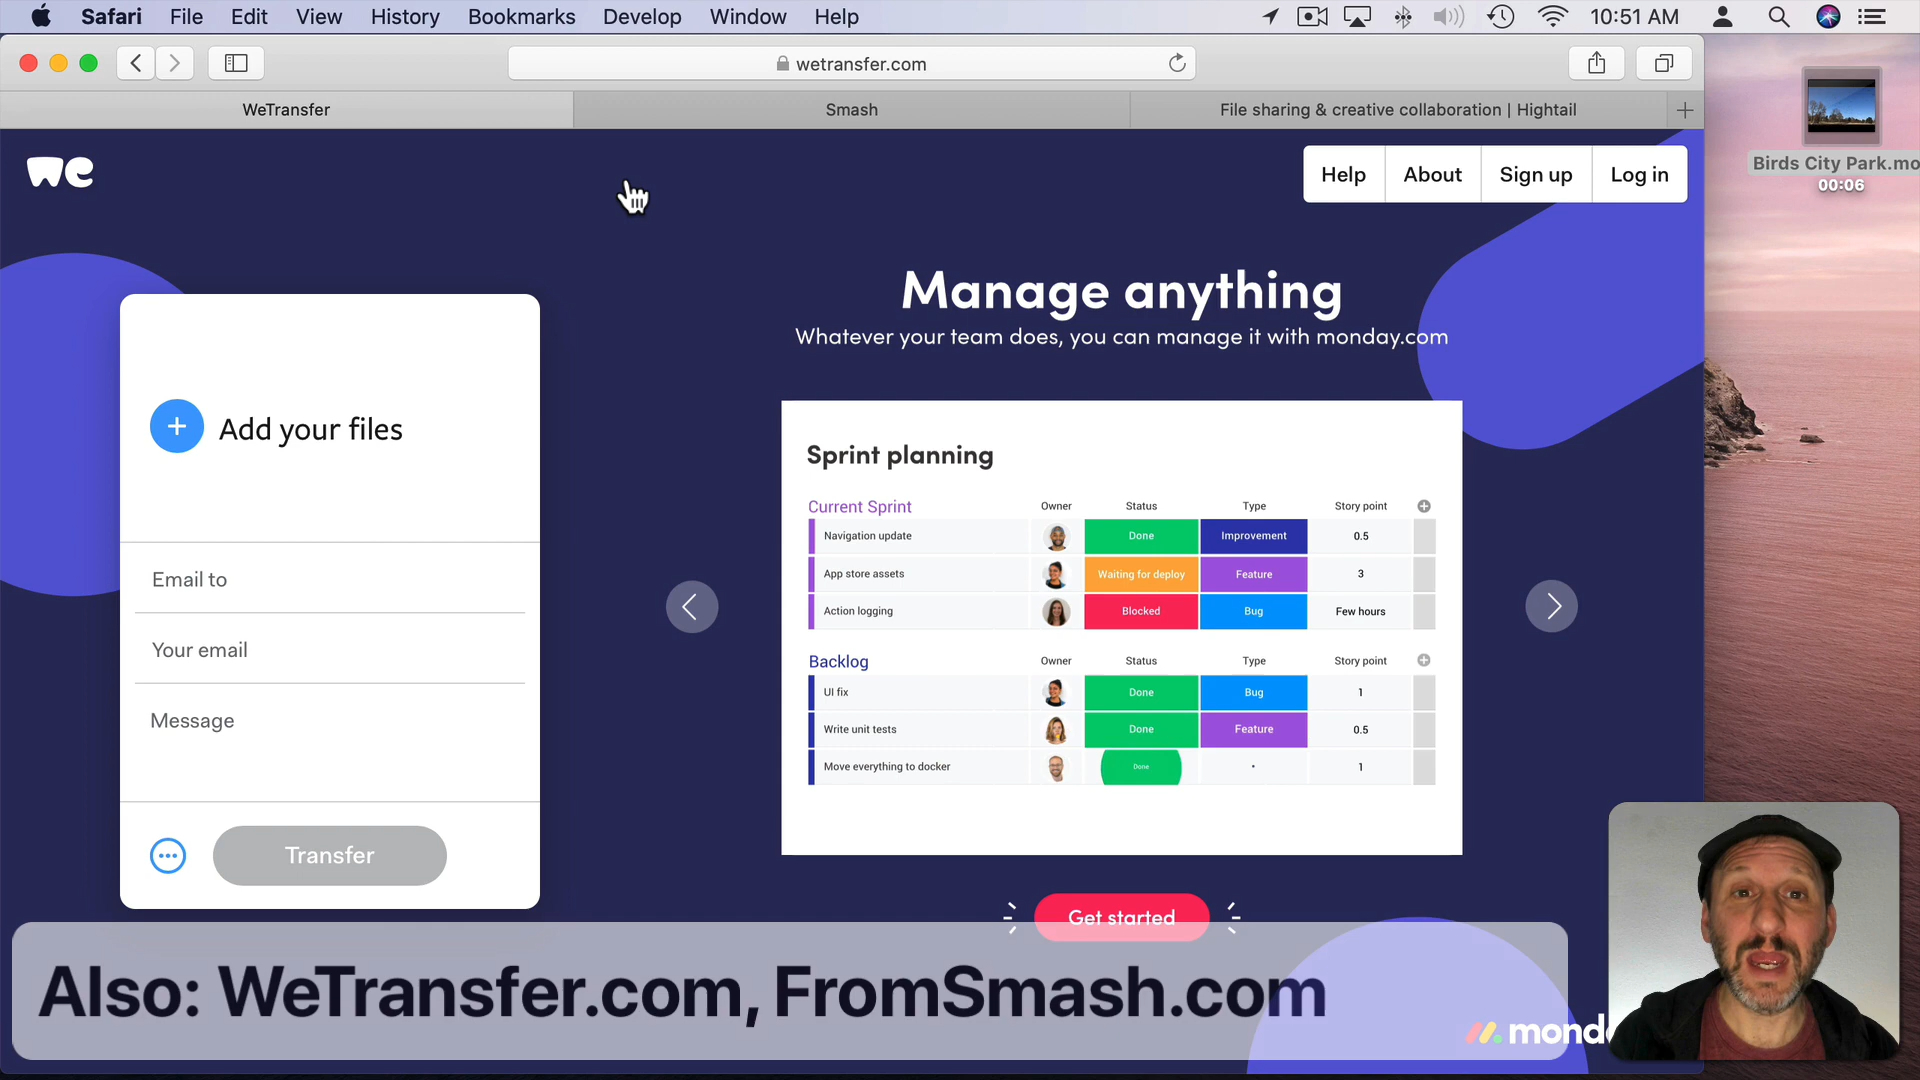 Safari File Edit View History Bookmarks Develop Window Help 10:51 AM
wetransfer.com
WeTransfer Smash File sharing & creative collaboration | Hightail
we Help About Sign up Log in
Birds City Park.mo
00:06
Manage anything
Whatever your team does, you can manage it with monday.com
Add your files
Email to
Your email
Message
Transfer
Sprint planning
Current Sprint Owner Status Type Story point
Navigation update Done Improvement 0.5
App store assets Waiting for deploy Feature 3
Action logging Blocked Bug Few hours
Backlog Owner Status Type Story point
UI fix Done Bug 1
Write unit tests Done Feature 0.5
Move everything to docker Done 1
Get started
Also: WeTransfer.com, FromSmash.com
mond